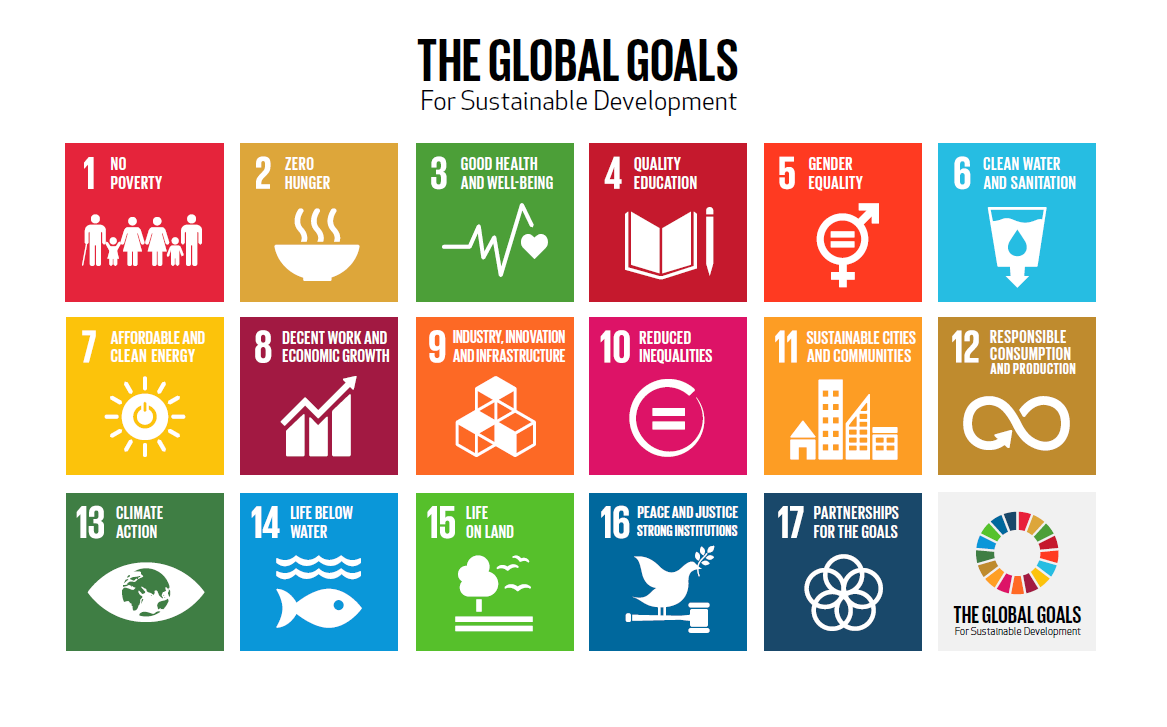 THE GLOBAL GOALS
For Sustainable Development
1 NO
POVERTY
2 ZERO
HUNGER
3 GOOD HEALTH
AND WELL-BEING
4 QUALITY
EDUCATION
5 GENDER
EQUALITY
6 CLEAN WATER
AND SANITATION
7 AFFORDABLE AND
CLEAN ENERGY
8 DECENT WORK AND
ECONOMIC GROWTH
9 INDUSTRY, INNOVATION
AND INFRASTRUCTURE
10 REDUCED
INEQUALITIES
11 SUSTAINABLE CITIES
AND COMMUNITIES
12 RESPONSIBLE
CONSUMPTION
AND PRODUCTION
13 CLIMATE
ACTION
14 LIFE BELOW
WATER
15 LIFE
ON LAND
16 PEACE AND JUSTICE
STRONG INSTITUTIONS
17 PARTNERSHIPS
FOR THE GOALS
THE GLOBAL GOALS
For Sustainable Development